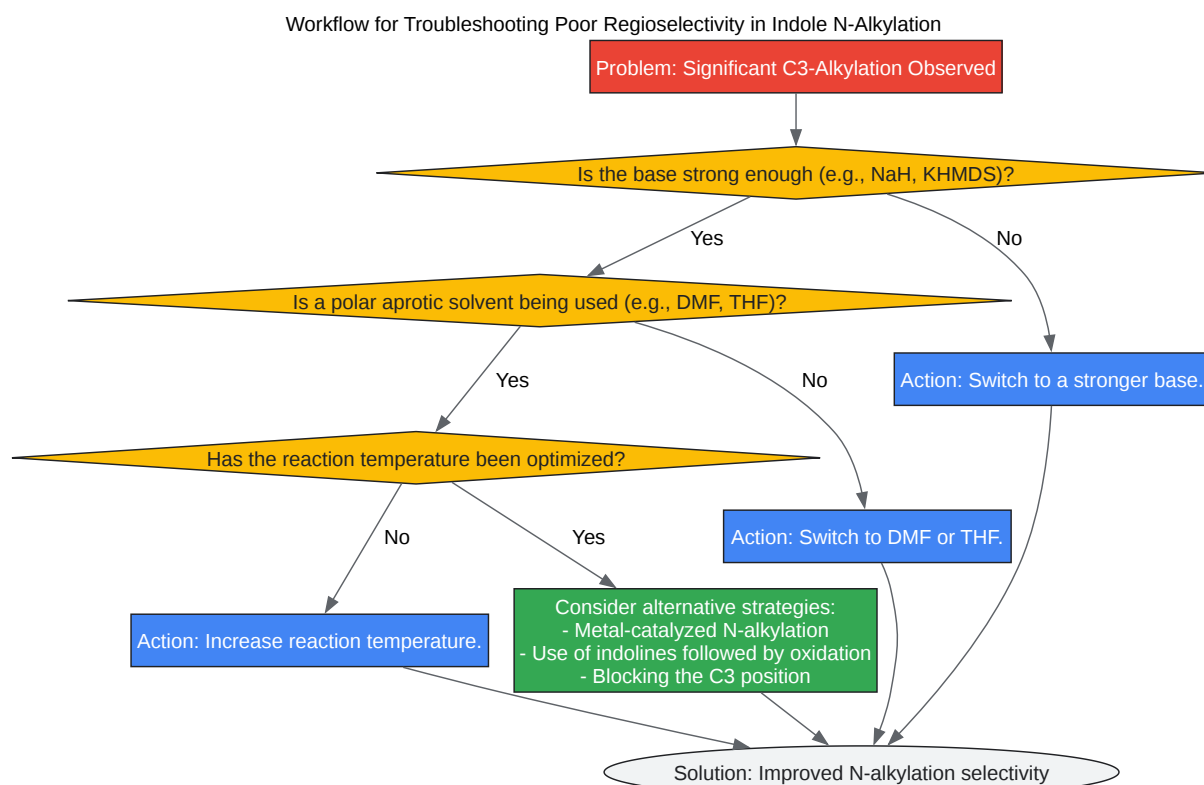 Workflow for Troubleshooting Poor Regioselectivity in Indole N-Alkylation
Problem: Significant C3-Alkylation Observed
Is the base strong enough (e.g., NaH, KHMDS)?
Yes
No
Is a polar aprotic solvent being used (e.g., DMF, THF)?
Action: Switch to a stronger base.
Yes
No
Has the reaction temperature been optimized?
Action: Switch to DMF or THF.
No
Yes
Action: Increase reaction temperature.
Consider alternative strategies:
- Metal-catalyzed N-alkylation
- Use of indolines followed by oxidation
- Blocking the C3 position
Solution: Improved N-alkylation selectivity